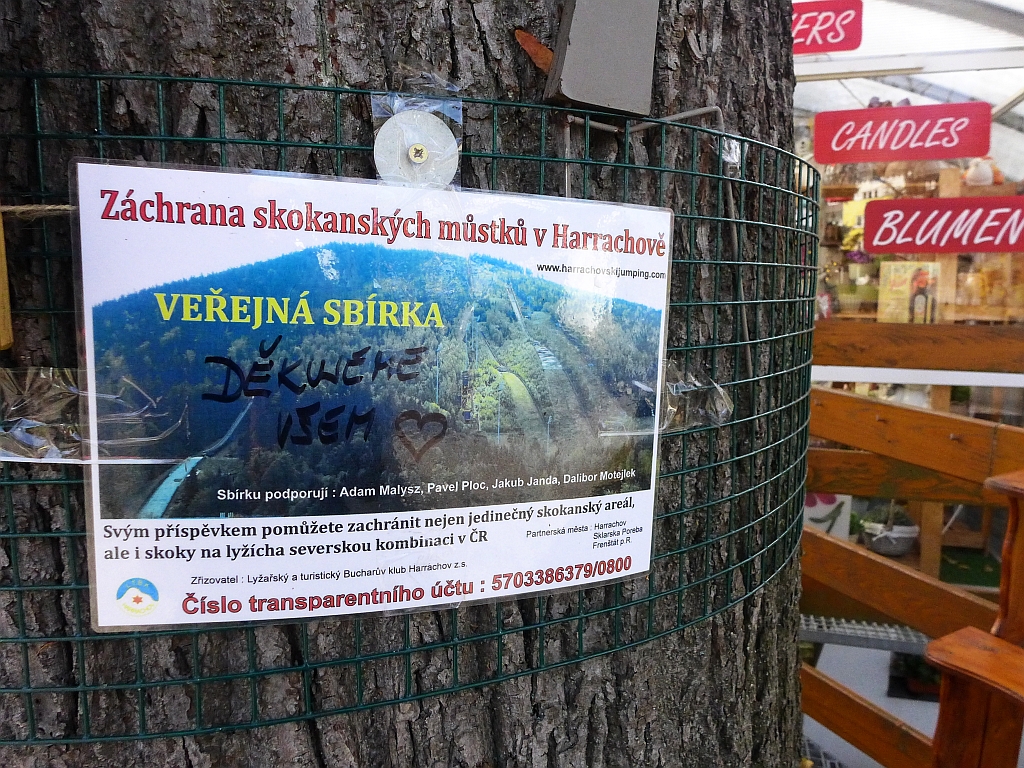 Záchrana skokanských můstků v Harrachově
www.harrachovskijumping.com
VEŘEJNÁ SBÍRKA
DĚKUJEME
VŠEM
Sbírku podporují : Adam Malysz, Pavel Ploc, Jakub Janda, Dalibor Motejlek
Svým příspěvkem pomůžete zachránit nejen jedinečný skokanský areál,
ale i skoky na lyžícha severskou kombinaci v ČR
Partnerská města : Harrachov
Sklarska Poreba
Frenštát p.R.
Zřizovatel : Lyžařský a turistický Bucharův klub Harrachov z.s.
Číslo transparentního účtu : 5703386379/0800
ERS
CANDLES
BLUMEN